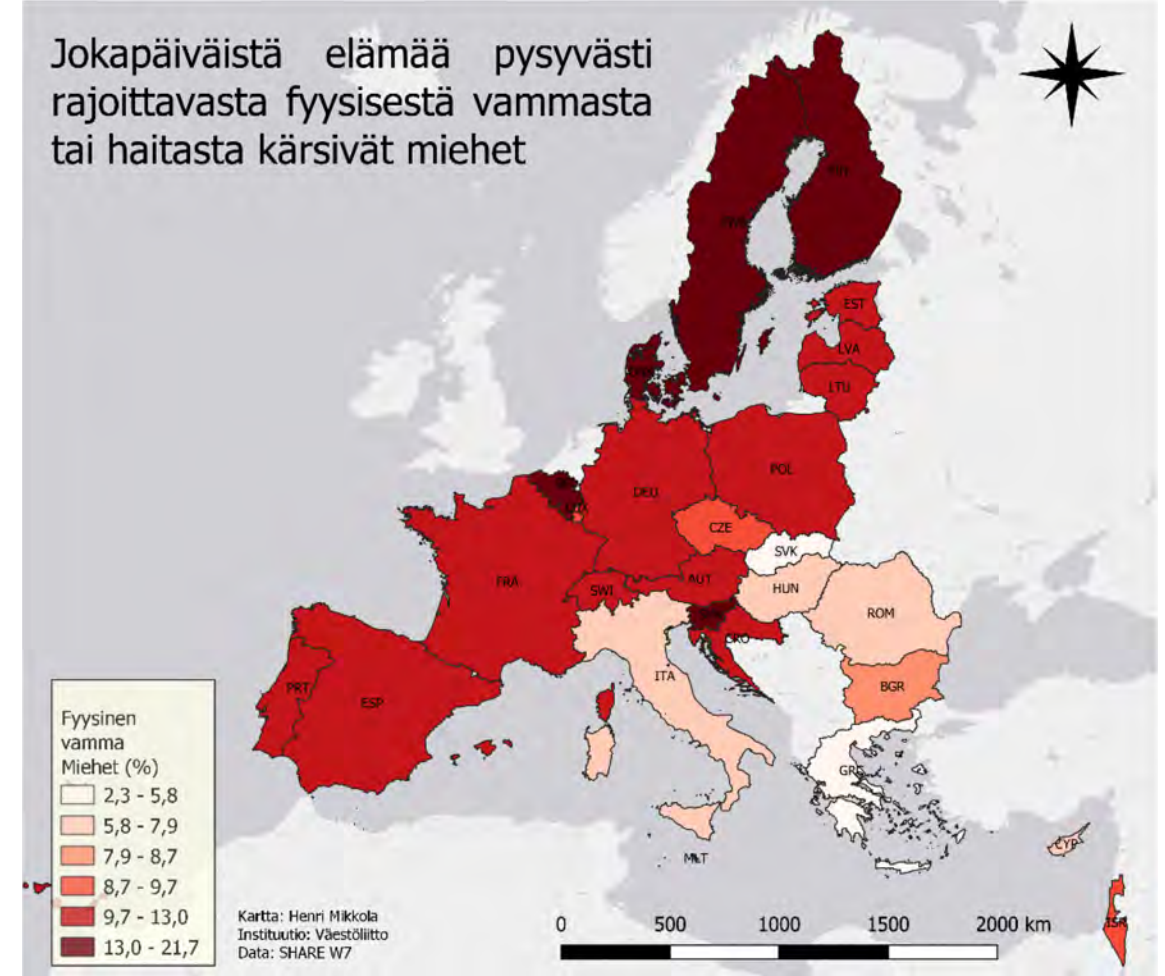 Jokapäiväistä elämää pysyvästi
rajoittavasta fyysisestä vammasta
tai haitasta kärsivät miehet
FIN
SWE
EST
LVA
LTU
DNK
POL
DEU
LUX
CZE
SVK
FRA
SWI
AUT
HUN
ROM
CRO
ITA
BGR
PRT
ESP
GRC
MLT
CYP
ISR
Fyysinen
vamma
Miehet (%)
2,3 - 5,8
5,8 - 7,9
7,9 - 8,7
8,7 - 9,7
9,7 - 13,0
13,0 - 21,7
Kartta: Henri Mikkola
Instituutio: Väestöliitto
Data: SHARE W7
0 500 1000 1500 2000 km